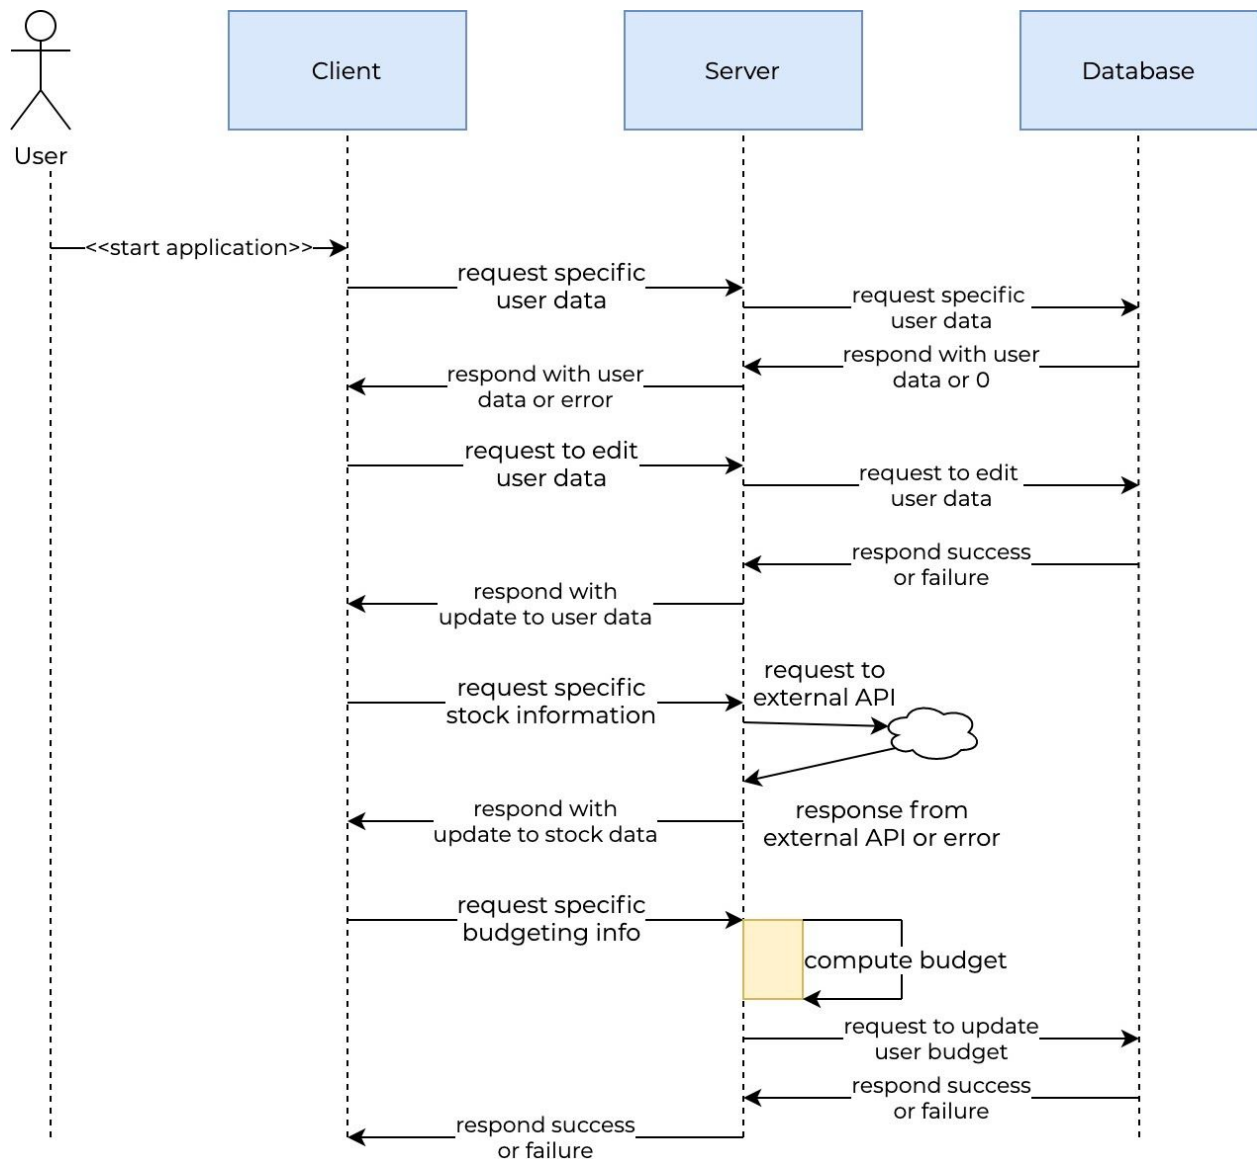 Client
Server
Database
User
<<start application>>
request specific
user data
request specific
user data
respond with user
data or 0
respond with user
data or error
request to edit
user data
request to edit
user data
respond success
or failure
respond with
update to user data
request to
external API
request specific
stock information
response from
external API or error
respond with
update to stock data
request specific
budgeting info
compute budget
request to update
user budget
respond success
or failure
respond success
or failure